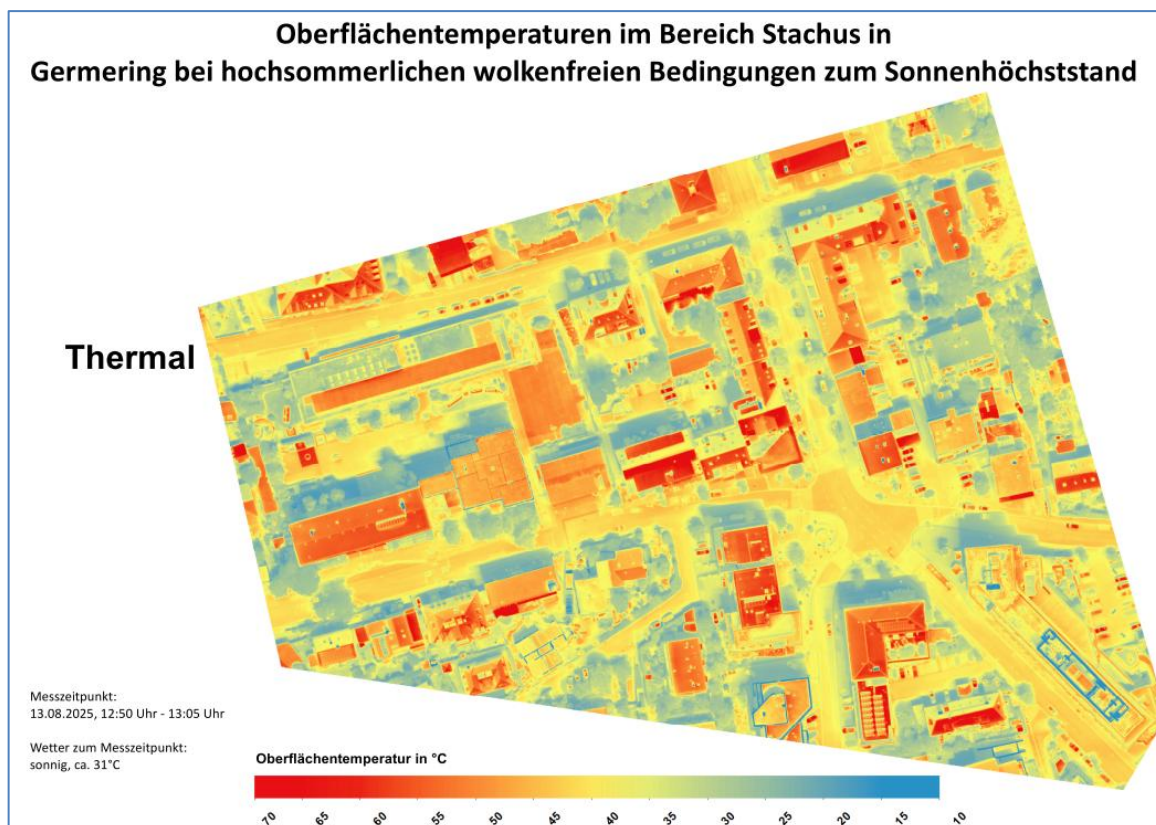 Oberflächentemperaturen im Bereich Stachus in
Germering bei hochsommerlichen wolkenfreien Bedingungen zum Sonnenhöchststand
Thermal
Messzeitpunkt:
13.08.2025, 12:50 Uhr - 13:05 Uhr
Wetter zum Messzeitpunkt:
sonnig, ca. 31°C
Oberflächentemperatur in °C
70 65 60 55 50 45 40 35 30 25 20 15 10